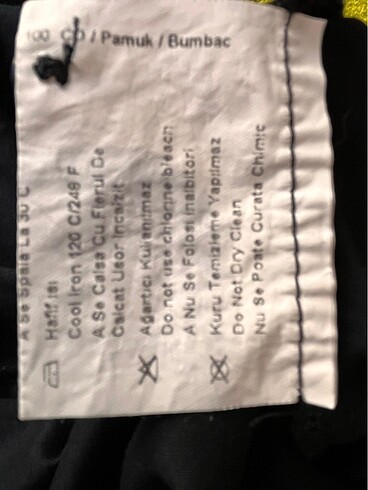 100 CO / Pamuk / Bumbac
A Se Spala La 30 C
Hafif ısı
Cool Iron 120 C/248 F
A Se Calsa Cu Fierul De
Calcat Usor Incalzit
Ağartıcı Kullanılmaz
Do not use chlorine bleach
A Nu Se Folosi Inalbitori
Kuru Temizleme Yapılmaz
Do Not Dry Clean
Nu Se Poate Curata Chimic